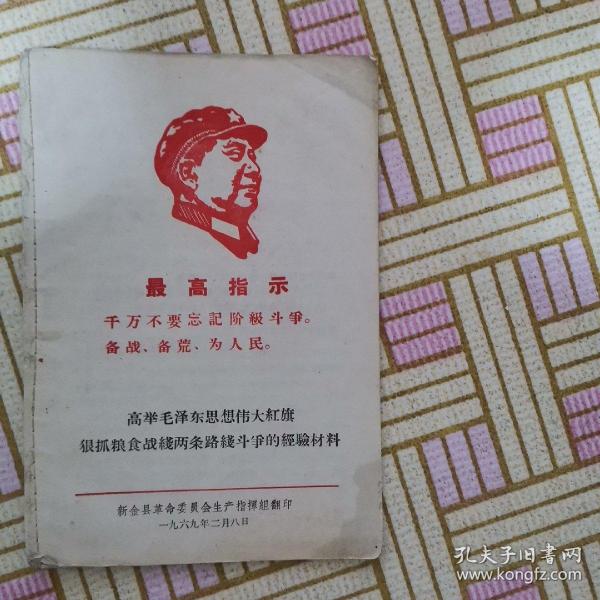 最高指示
千万不要忘記阶級斗爭。
备战、备荒、为人民。
高举毛泽东思想伟大紅旗
狠抓粮食战綫两条路綫斗爭的經驗材料
新金县革命委員会生产指揮組翻印
一九六九年二月八日
孔夫子旧書网
www.kongfz.com